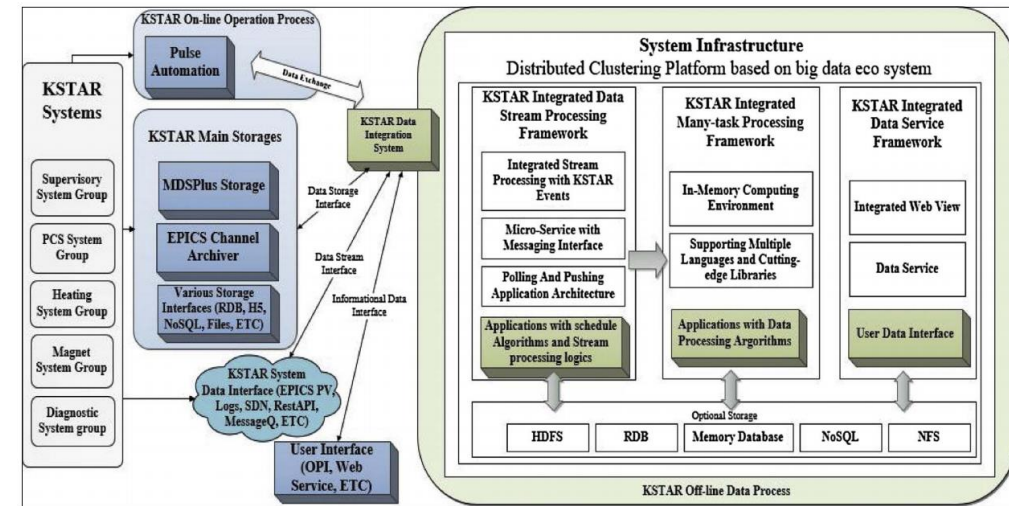 KSTAR On-line Operation Process
Pulse
Automation
Data Exchange
KSTAR
Systems
Supervisory
System Group
PCS System
Group
Heating
System Group
Magnet
System Group
Diagnostic
System group
KSTAR Main Storages
MDSPlus Storage
EPICS Channel
Archiver
Various Storage
Interfaces (RDB, H5,
NoSQL, Files, ETC)
KSTAR Data
Integration
System
Data Storage
Interface
Data Stream
Interface
Informational Data
Interface
KSTAR System
Data Interface (EPICS PV,
Logs, SDN, RestAPI,
MessageQ, ETC)
User Interface
(OPI, Web
Service, ETC)
System Infrastructure
Distributed Clustering Platform based on big data eco system
KSTAR Integrated Data
Stream Processing
Framework
Integrated Stream
Processing with KSTAR
Events
Micro-Service with
Messaging Interface
Polling And Pushing
Application Architecture
Applications with schedule
Algorithms and Stream
processing logics
KSTAR Integrated
Many-task Processing
Framework
In-Memory Computing
Environment
Supporting Multiple
Languages and Cutting-
edge Libraries
Applications with Data
Processing Algorithms
KSTAR Integrated
Data Service
Framework
Integrated Web View
Data Service
User Data Interface
Optional Storage
HDFS
RDB
Memory Database
NoSQL
NFS
KSTAR Off-line Data Process